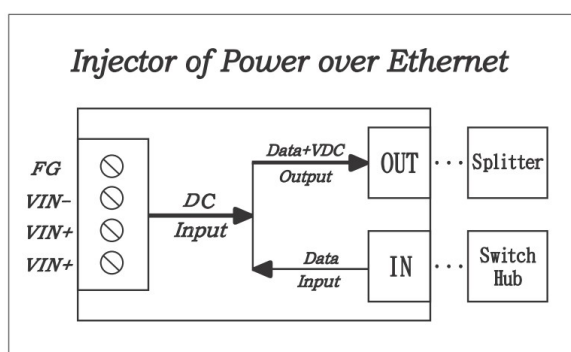 Injector of Power over Ethernet
FG
VIN-
VIN+
VIN+
DC
Input
Data+VDC
Output
Data
Input
OUT
IN
Splitter
Switch
Hub